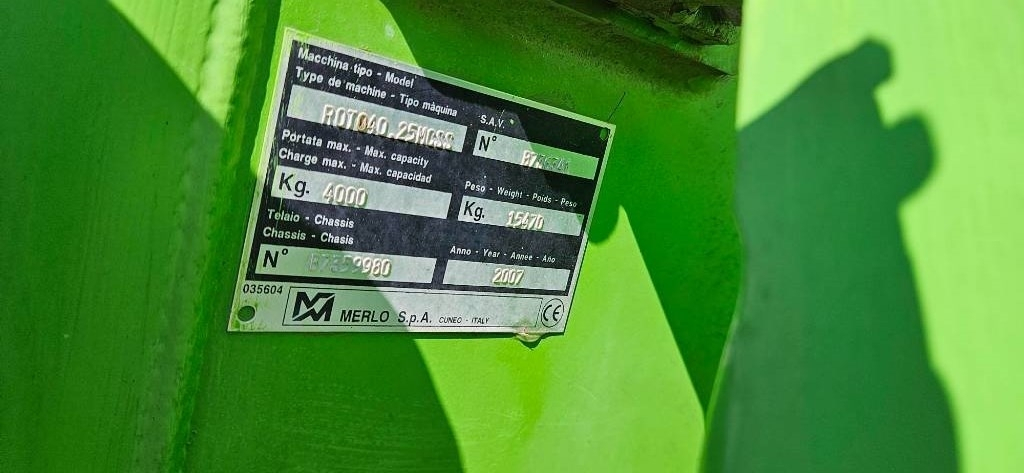 Macchina tipo - Model
Type de machine - Tipo màquina
ROTO40.25MCSS
S.A.V.
N°
Portata max. - Max. capacity
Charge max. - Max. capacidad
Kg. 4000
Peso - Weight - Poids - Peso
Kg. 15470
Telaio - Chassis
Chassis - Chasis
N°
Anno - Year - Annee - Año
2007
035604
MERLO S.p.A. CUNEO - ITALY
CE